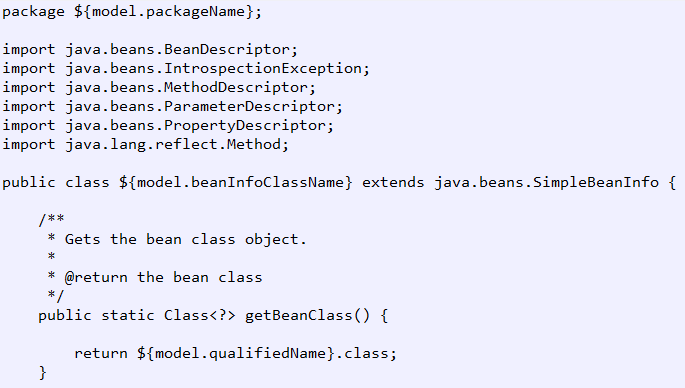 package ${model.packageName};

import java.beans.BeanDescriptor;
import java.beans.IntrospectionException;
import java.beans.MethodDescriptor;
import java.beans.ParameterDescriptor;
import java.beans.PropertyDescriptor;
import java.lang.reflect.Method;

public class ${model.beanInfoClassName} extends java.beans.SimpleBeanInfo {

    /**
     * Gets the bean class object.
     *
     * @return the bean class
     */
    public static Class<?> getBeanClass() {

        return ${model.qualifiedName}.class;
    }